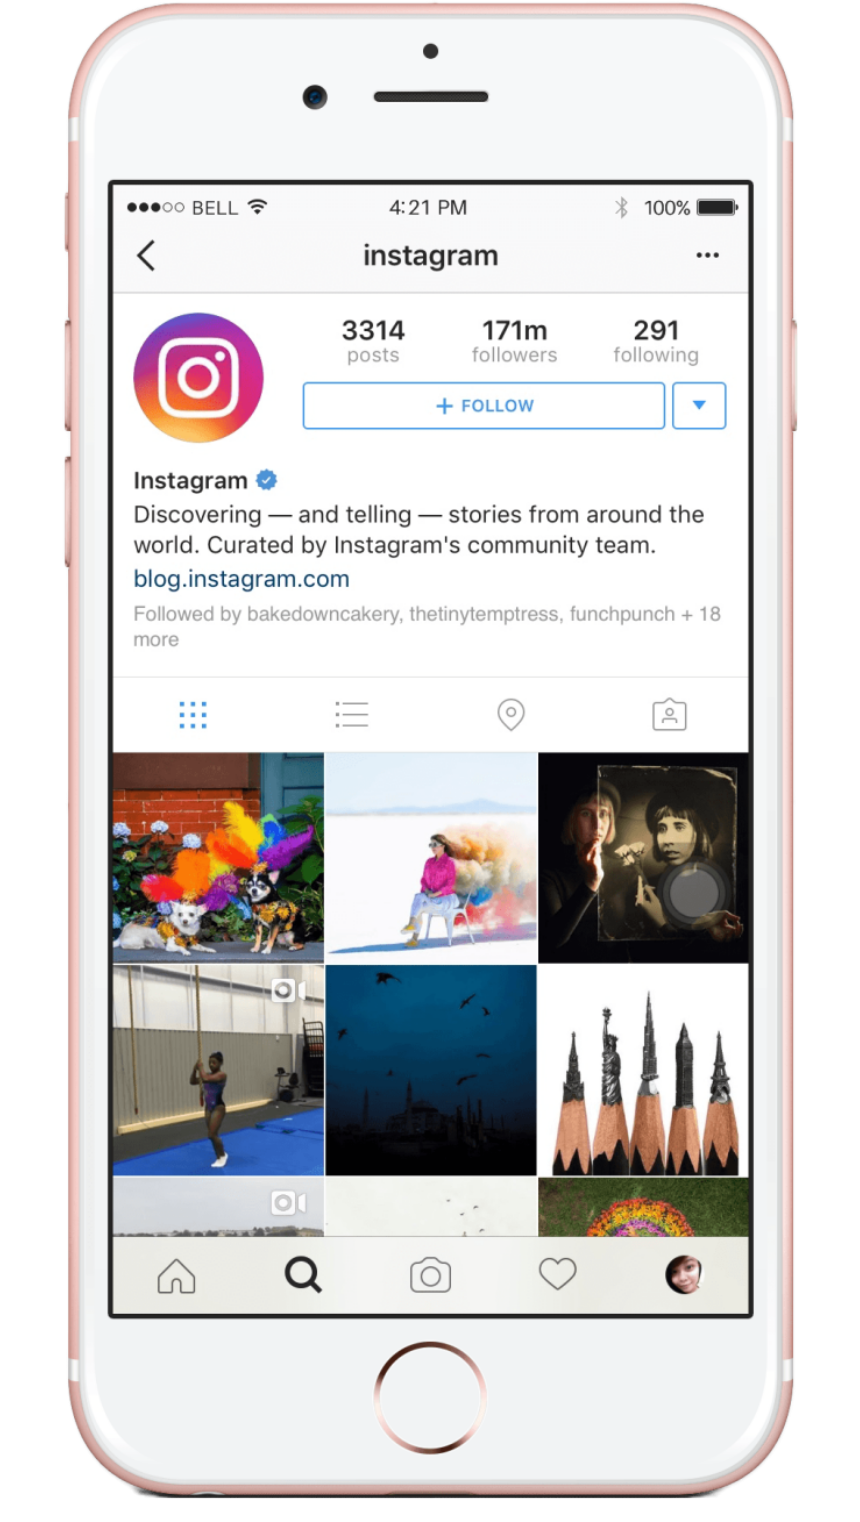 BELL 4:21 PM 100%
instagram
3314 171m 291
posts followers following
+ FOLLOW
Instagram
Discovering — and telling — stories from around the
world. Curated by Instagram's community team.
blog.instagram.com
Followed by bakedowncakery, thetinytemptress, funchpunch + 18
more